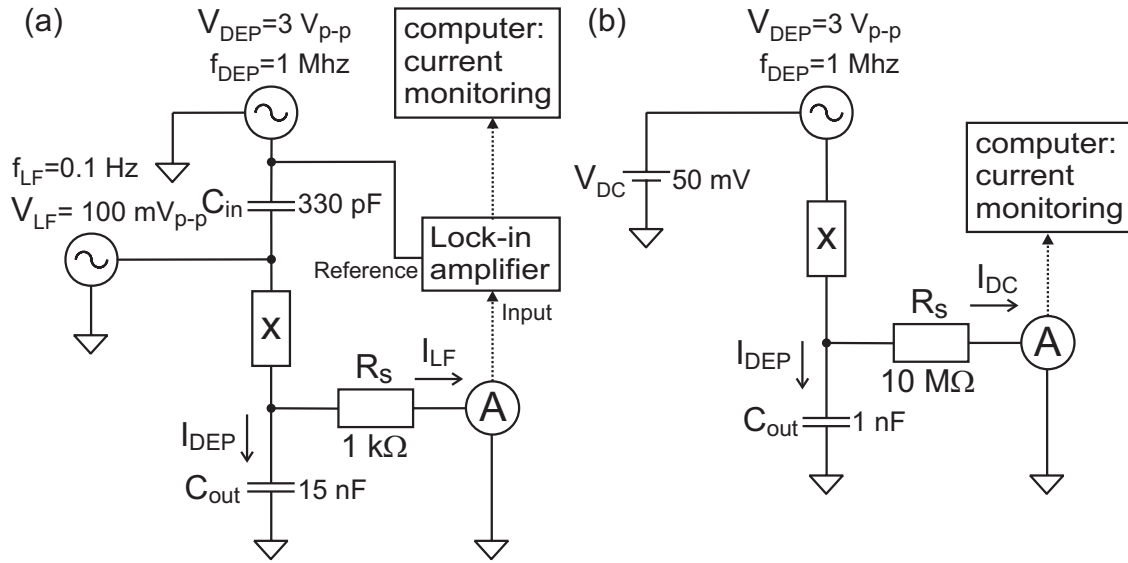 (a)
V_DEP=3 V_p-p
f_DEP=1 Mhz
computer:
current
monitoring
f_LF=0.1 Hz
V_LF= 100 mV_p-p
C_in
330 pF
Lock-in
amplifier
Reference
Input
x
R_s
I_LF
A
1 kΩ
I_DEP
C_out
15 nF
(b)
V_DEP=3 V_p-p
f_DEP=1 Mhz
computer:
current
monitoring
V_DC
50 mV
x
R_s
I_DC
A
10 MΩ
I_DEP
C_out
1 nF